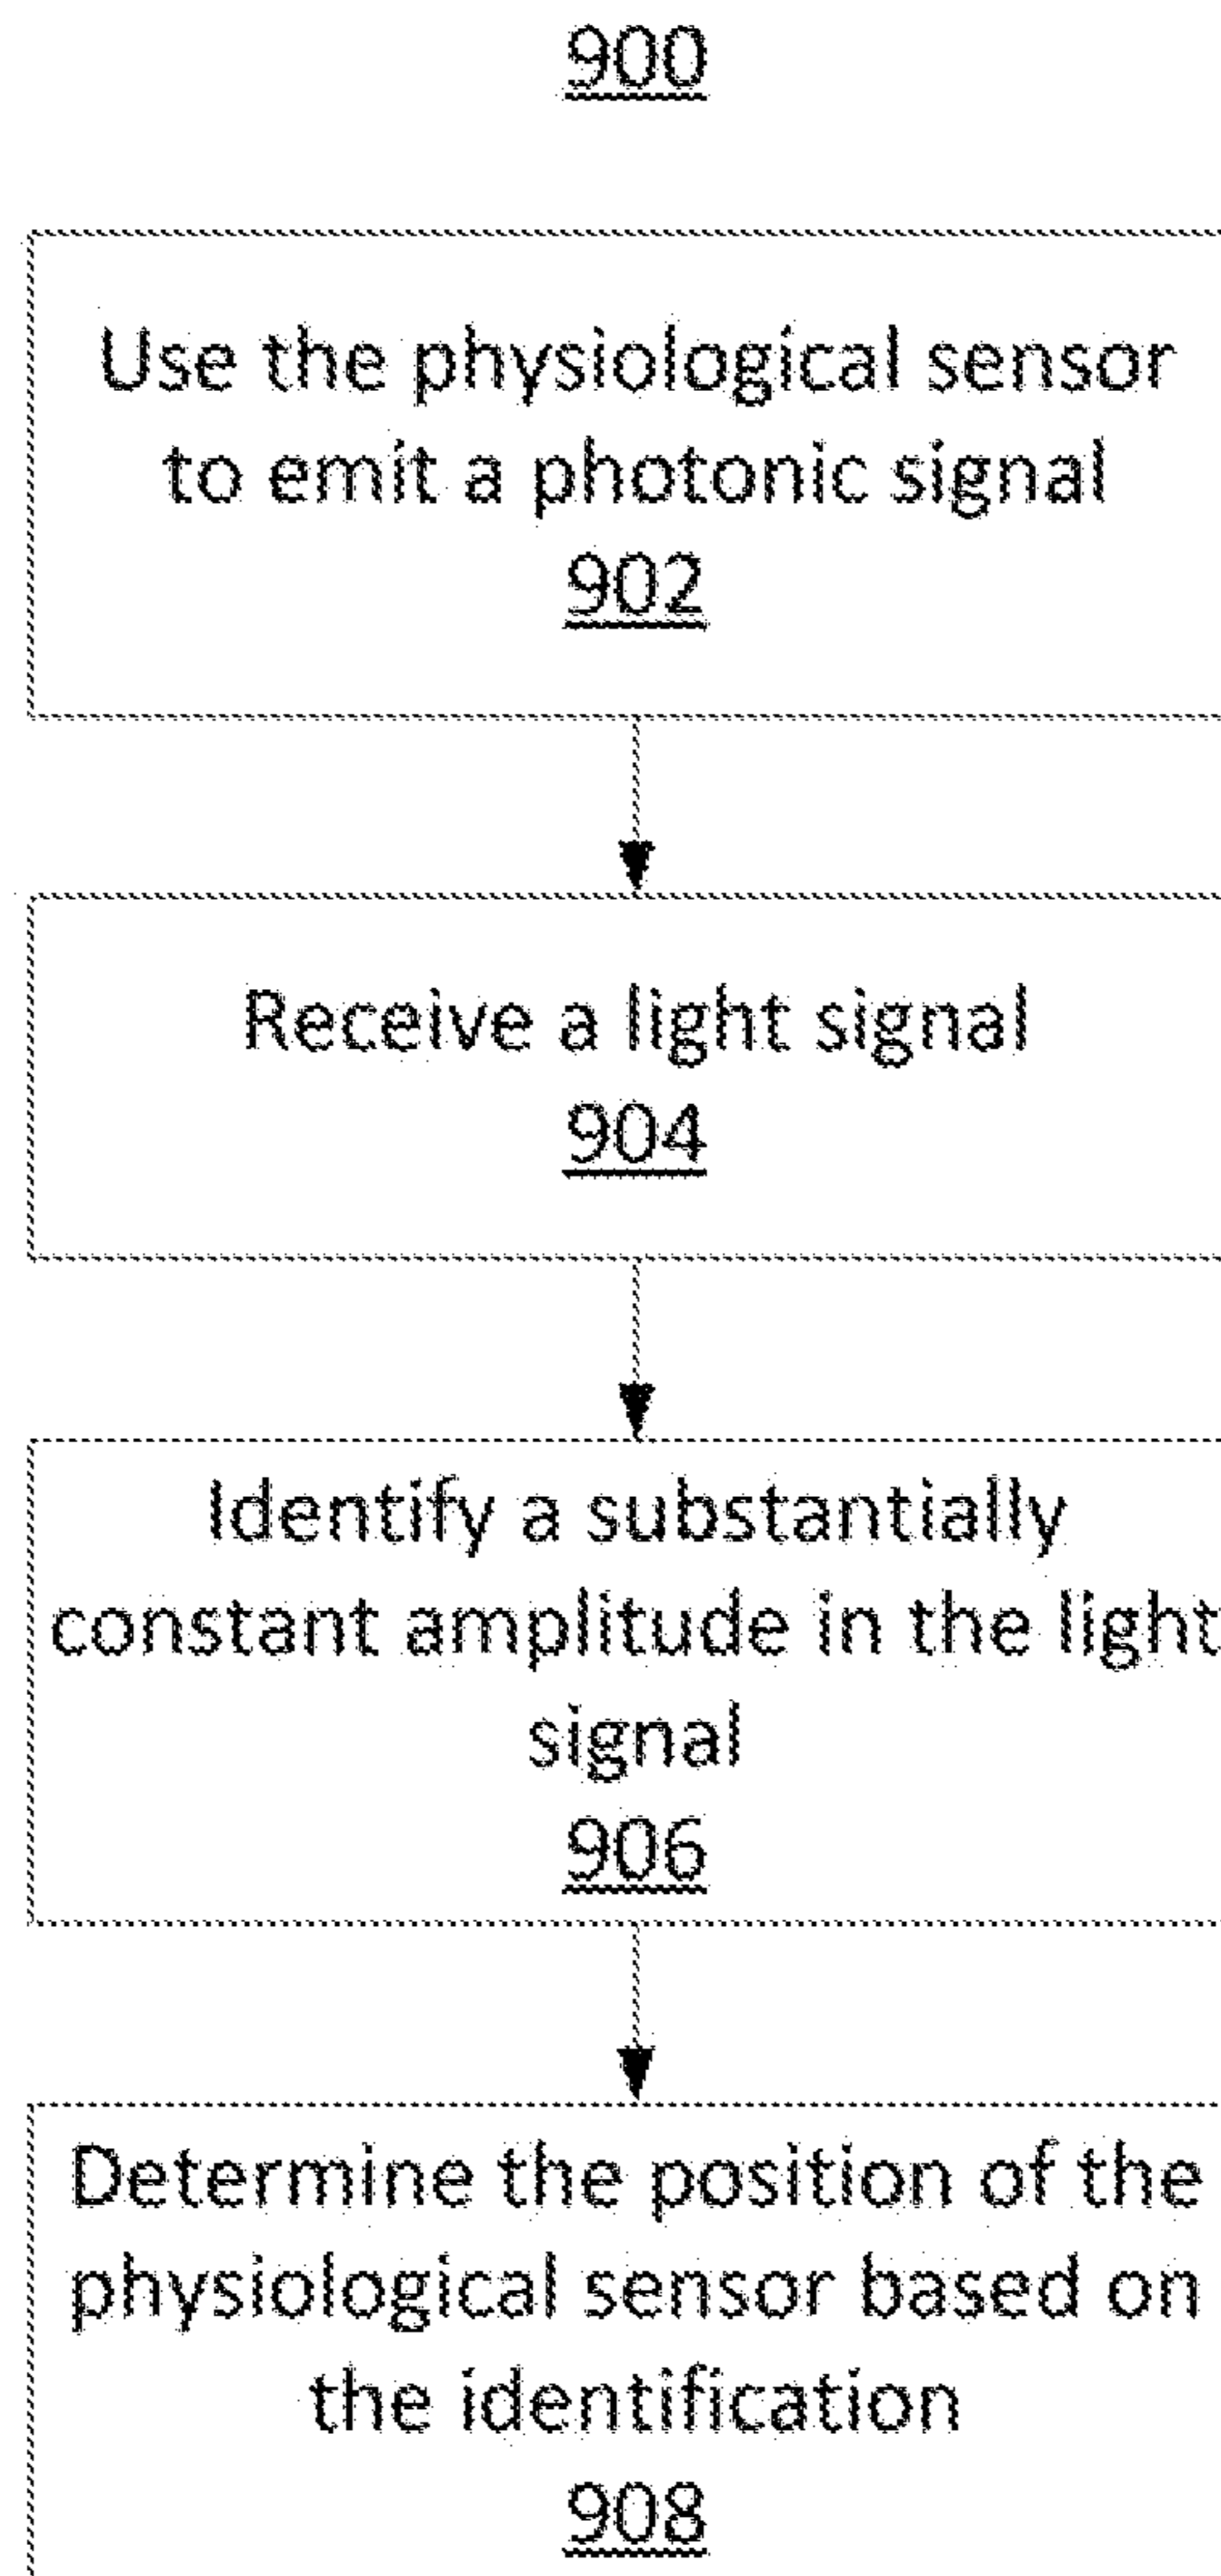 900
Use the physiological sensor
to emit a photonic signal
902
Receive a light signal
904
Identify a substantially
constant amplitude in the light
signal
906
Determine the position of the
physiological sensor based on
the identification
908